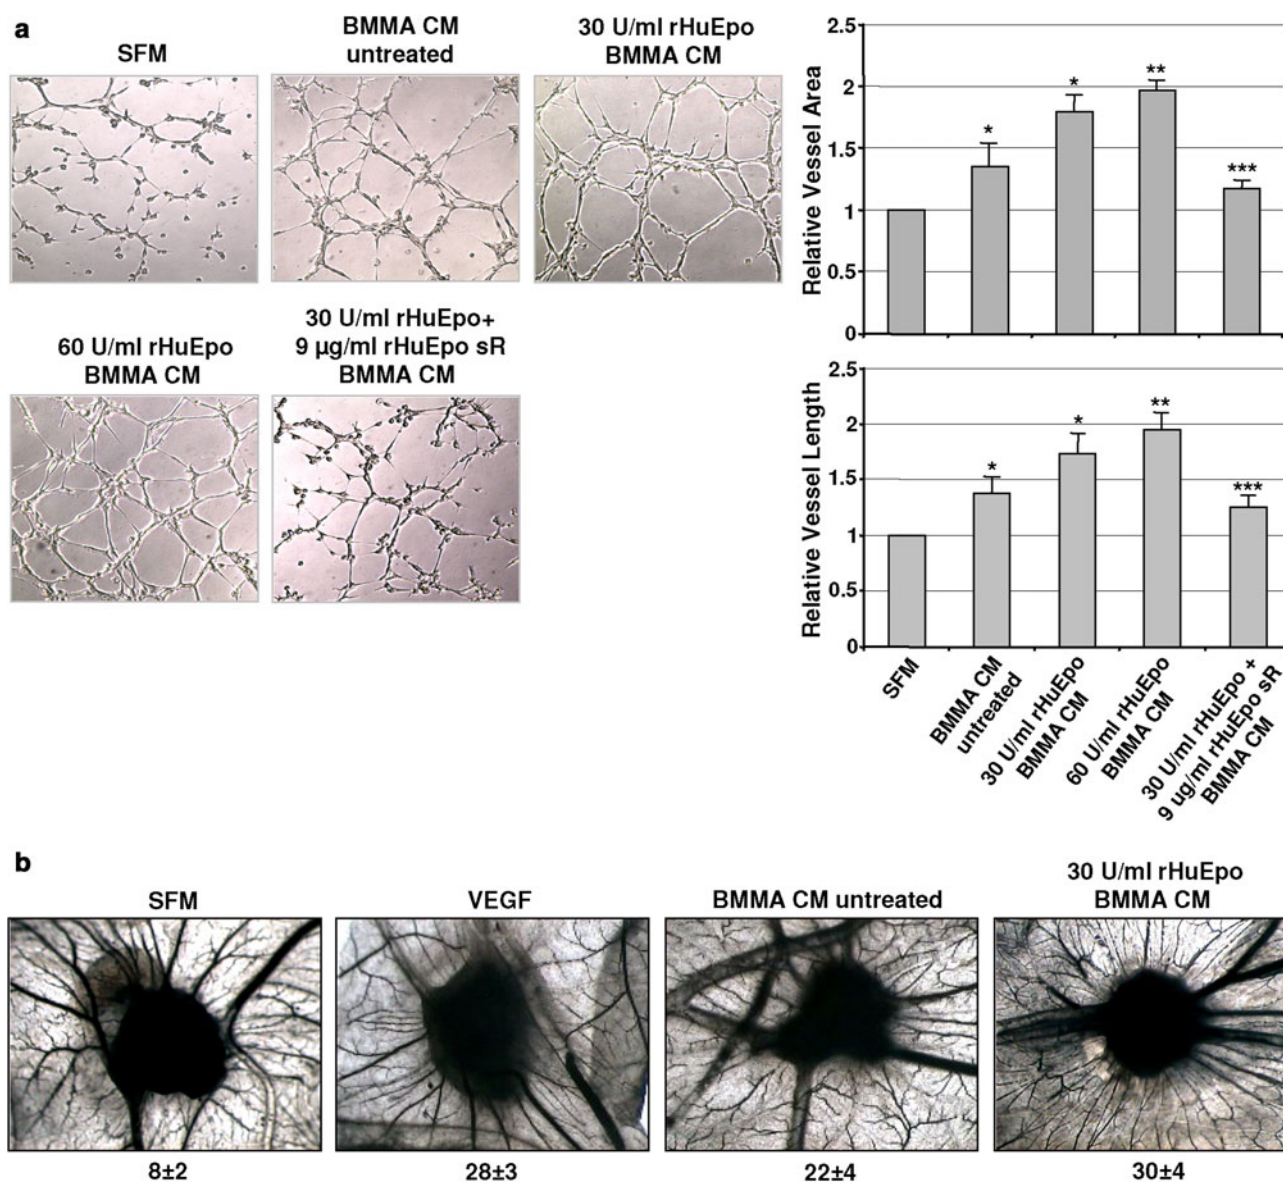 a
SFM
BMMA CM
untreated
30 U/ml rHuEpo
BMMA CM
60 U/ml rHuEpo
BMMA CM
30 U/ml rHuEpo+
9 µg/ml rHuEpo sR
BMMA CM
Relative Vessel Area
2.5
2
1.5
1
0.5
0
*
*
**
***
Relative Vessel Length
2.5
2
1.5
1
0.5
0
*
*
**
***
SFM
BMMA CM
untreated
30 U/ml rHuEpo
BMMA CM
60 U/ml rHuEpo
BMMA CM
30 U/ml rHuEpo +
9 ug/ml rHuEpo sR
BMMA CM
b
SFM
VEGF
BMMA CM untreated
30 U/ml rHuEpo
BMMA CM
8±2
28±3
22±4
30±4